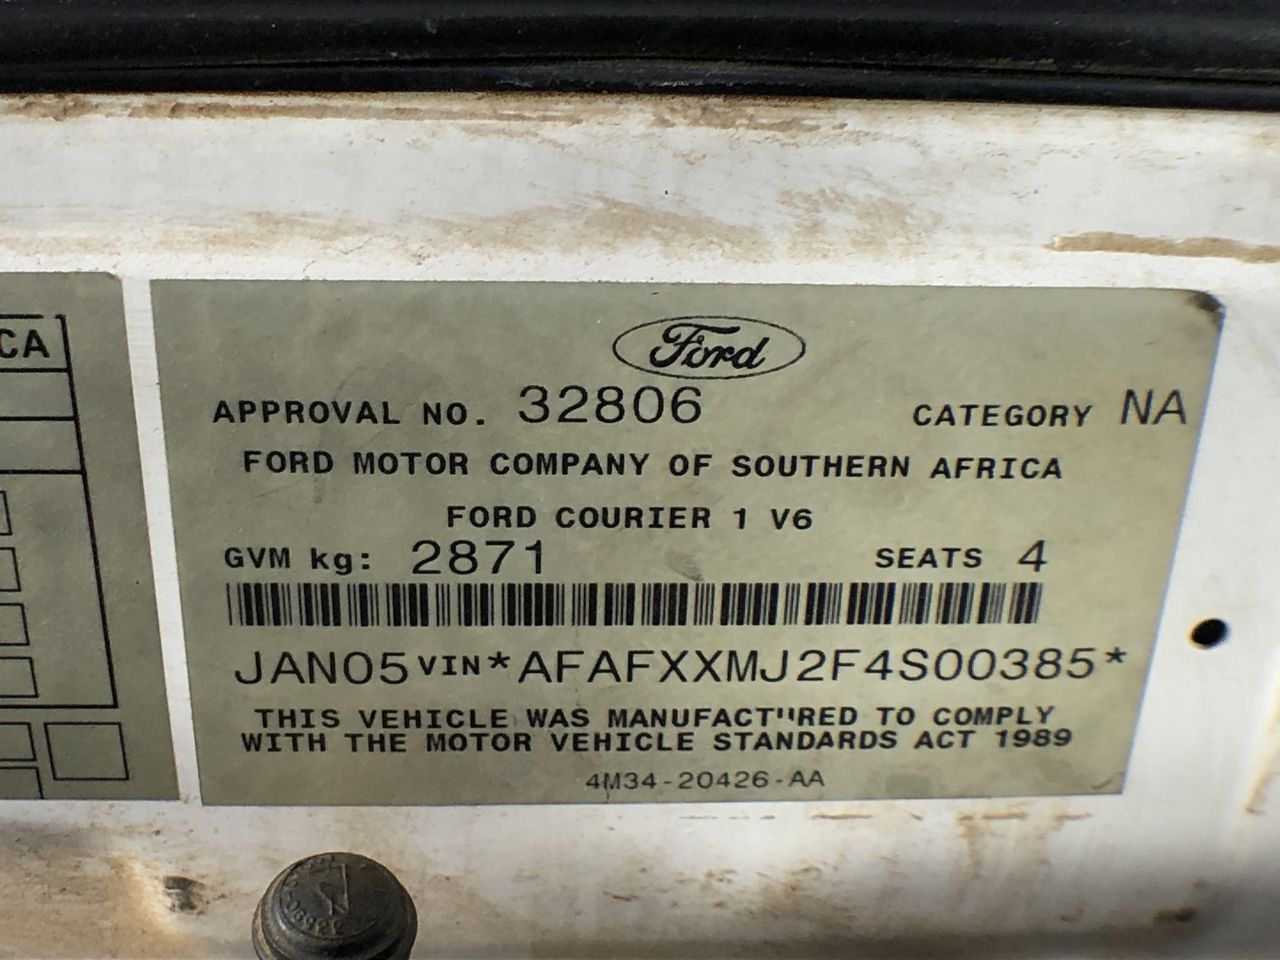 CA
Ford
APPROVAL NO. 32806 CATEGORY NA
FORD MOTOR COMPANY OF SOUTHERN AFRICA
FORD COURIER 1 V6
GVM kg: 2871 SEATS 4
JAN05 VIN*AFAFXXMJ2F4S00385*
THIS VEHICLE WAS MANUFACT"RED TO COMPLY
WITH THE MOTOR VEHICLE STANDARDS ACT 1989
4M34-20426-AA